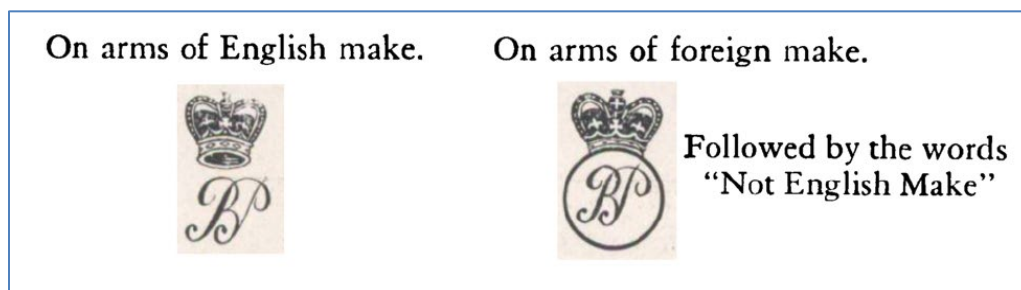 On arms of English make.
On arms of foreign make.
BP
BP
Followed by the words
"Not English Make"